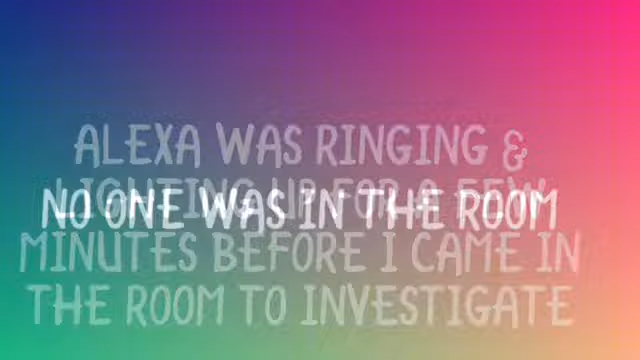 ALEXA WAS RINGING &
LIGHTING UP FOR A FEW
NO ONE WAS IN THE ROOM
MINUTES BEFORE I CAME IN
THE ROOM TO INVESTIGATE